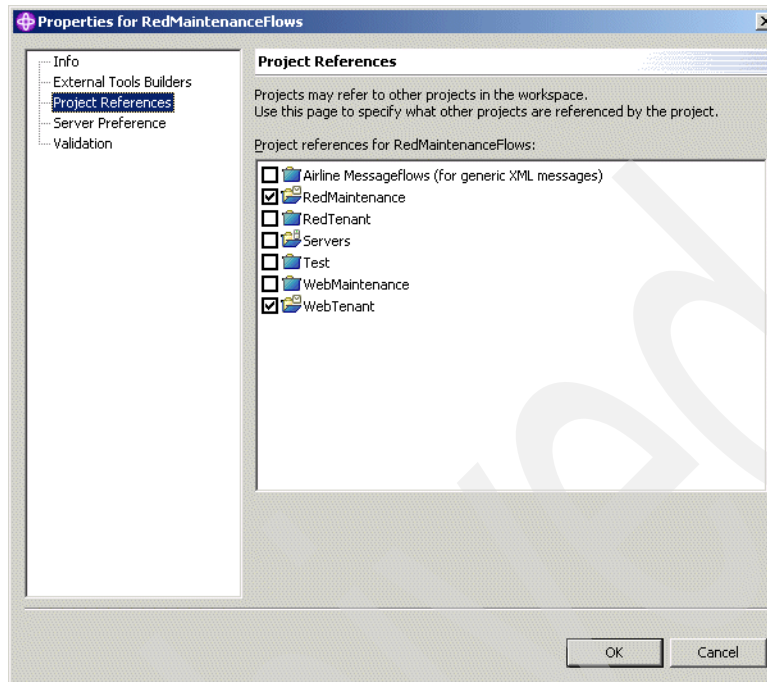 Properties for RedMaintenanceFlows
Info
External Tools Builders
Project References
Server Preference
Validation
Project References
Projects may refer to other projects in the workspace.
Use this page to specify what other projects are referenced by the project.
Project references for RedMaintenanceFlows:
Airline Messageflows (for generic XML messages)
RedMaintenance
RedTenant
Servers
Test
WebMaintenance
WebTenant
OK
Cancel